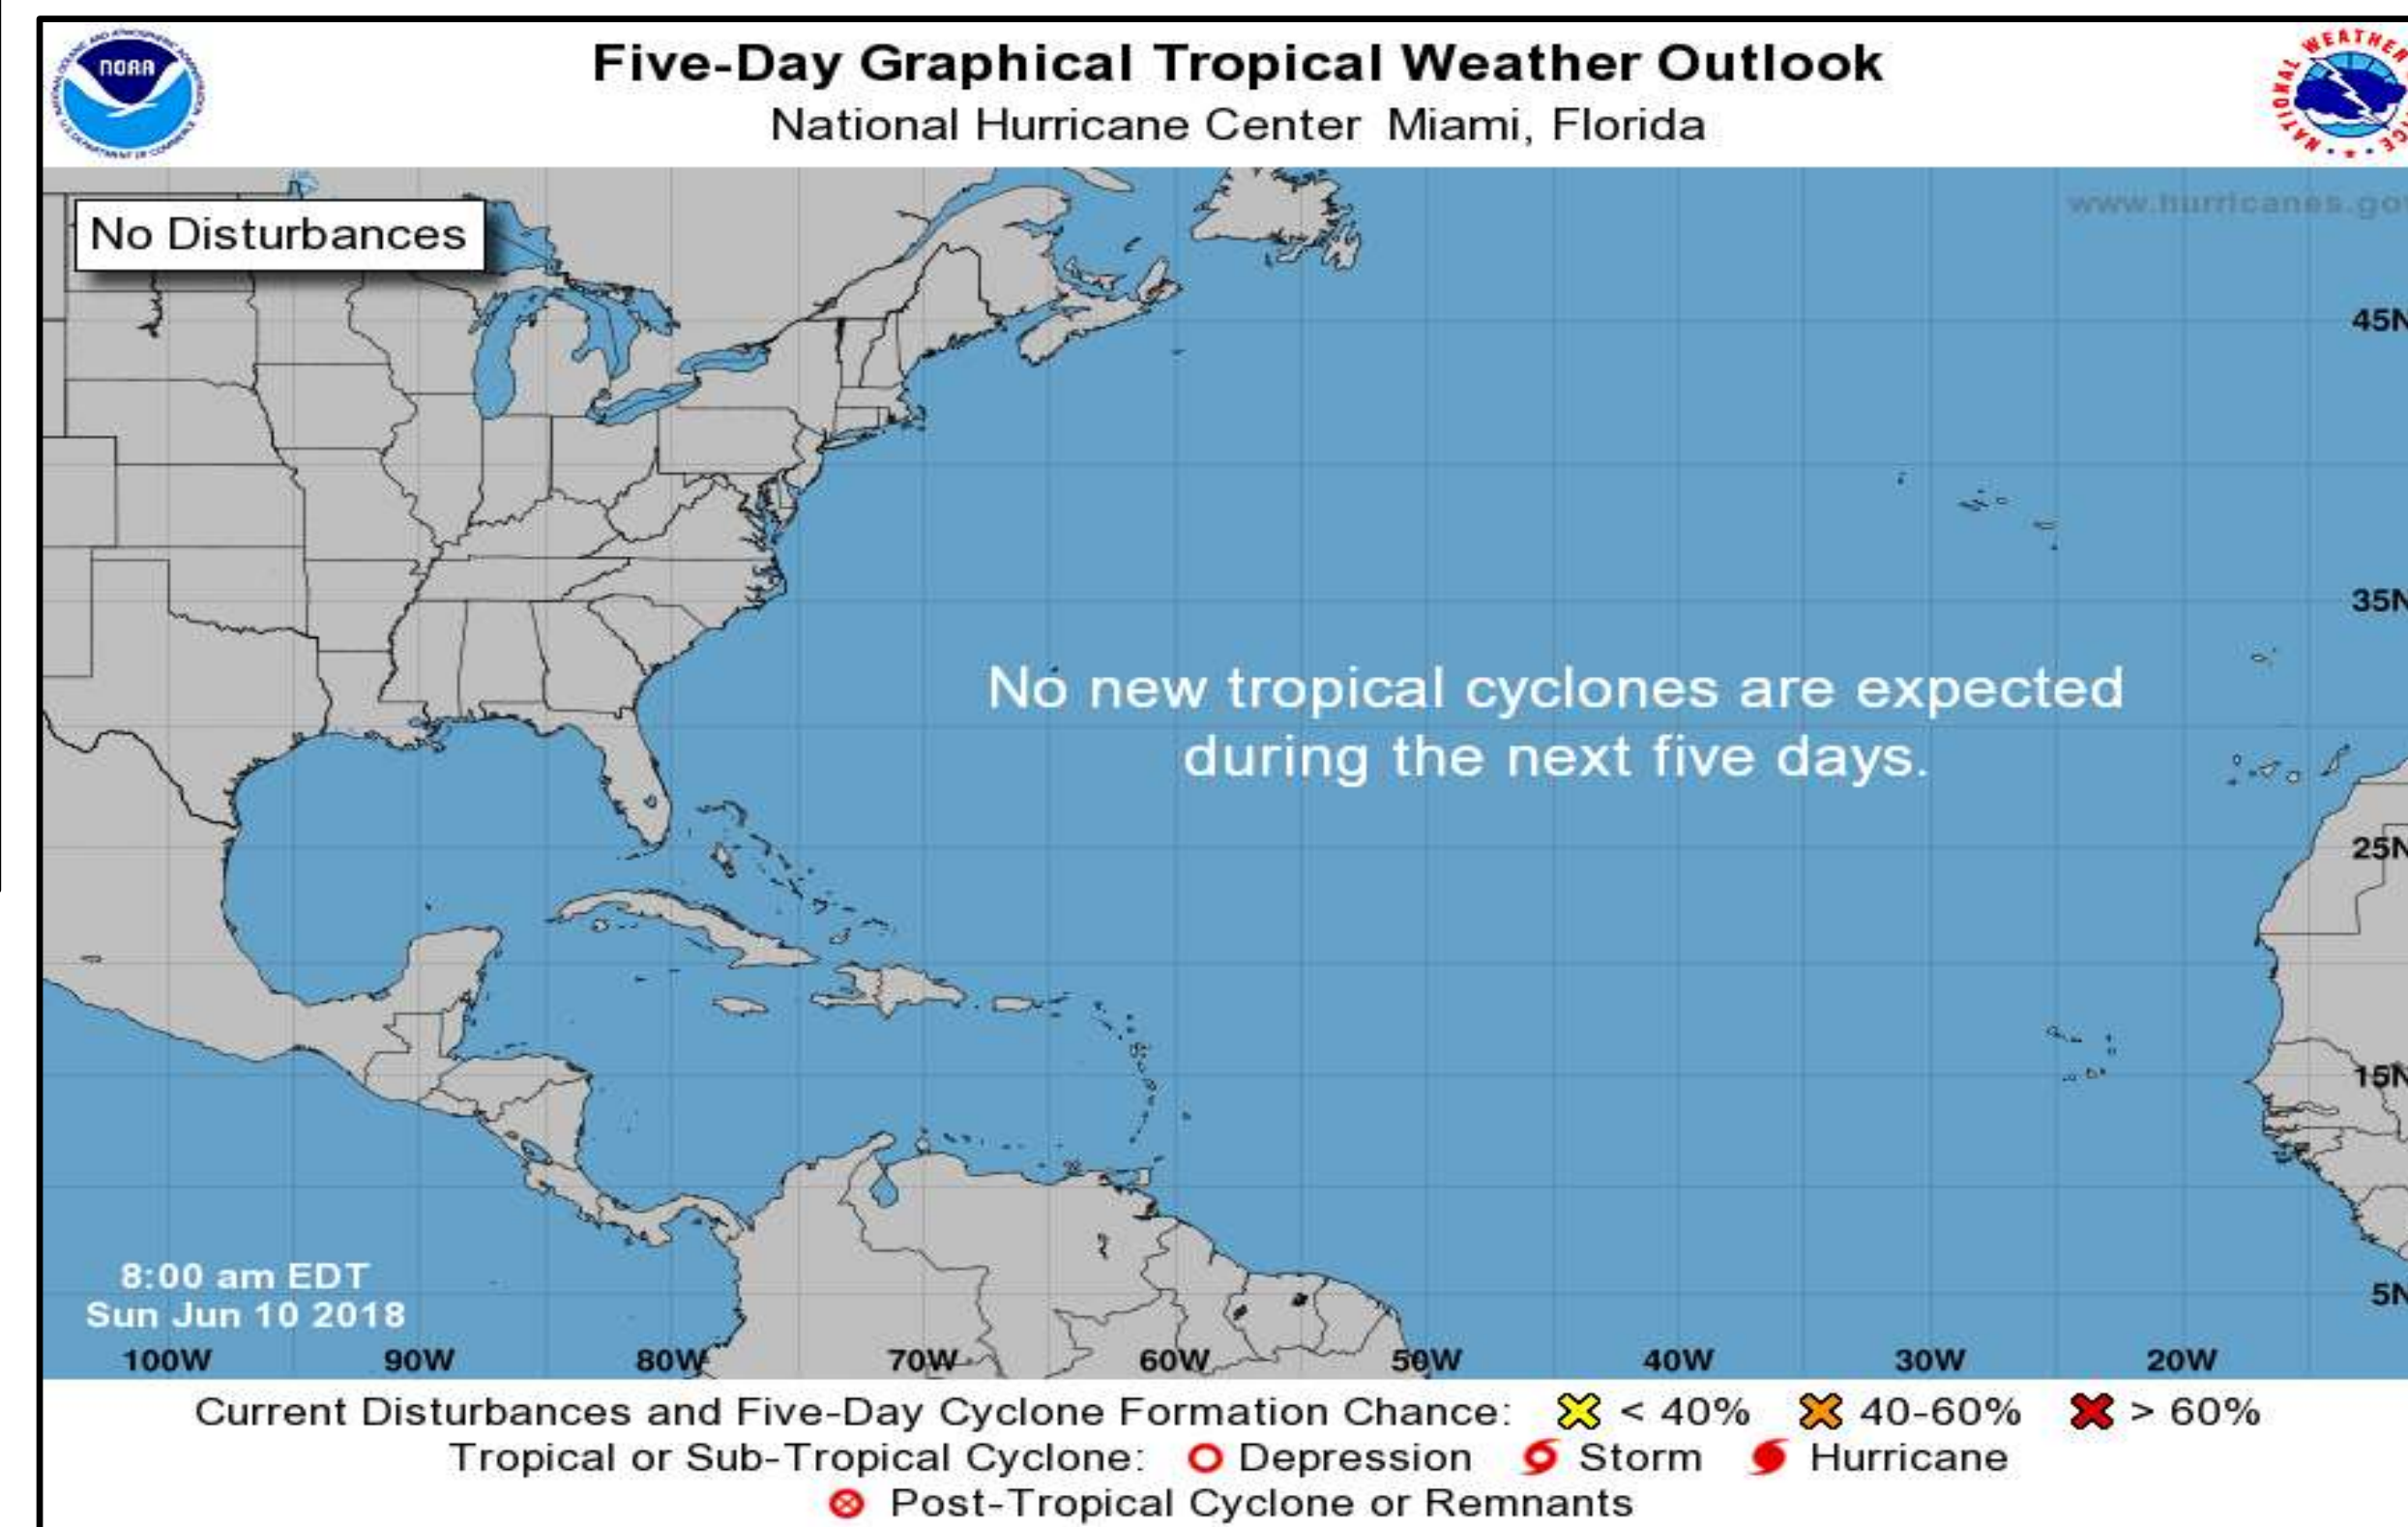 Five-Day Graphical Tropical Weather Outlook
National Hurricane Center Miami, Florida
NOAA
NATIONAL WEATHER
www.hurricanes.gov
No Disturbances
45N
35N
No new tropical cyclones are expected
during the next five days.
25N
15N
8:00 am EDT
Sun Jun 10 2018
5N
100W 90W 80W 70W 60W 50W 40W 30W 20W
Current Disturbances and Five-Day Cyclone Formation Chance: < 40% 40-60% > 60%
Tropical or Sub-Tropical Cyclone: Depression Storm Hurricane
Post-Tropical Cyclone or Remnants